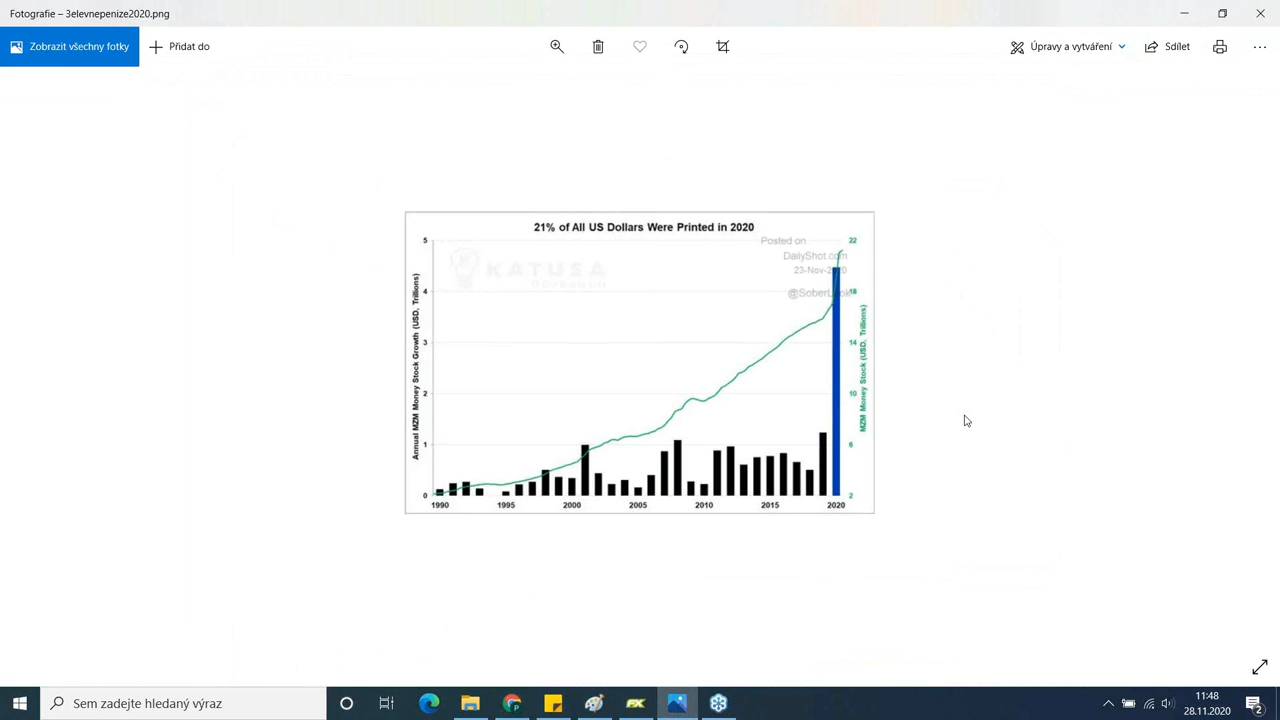 Fotografie – 3elevnepenize2020.png
Zobrazit všechny fotky
Přidat do
Úpravy a vytváření
Sdílet
21% of All US Dollars Were Printed in 2020
Posted on
DailyShot.com
23-Nov-2020
KATUSA
RESEARCH
Annual MZM Money Stock Growth (USD, Trillions)
5
4
3
2
1
0
22
18
14
10
6
2
MZM Money Stock (USD, Trillions)
1990 1995 2000 2005 2010 2015 2020
Sem zadejte hledaný výraz
FX
11:48
28.11.2020
2